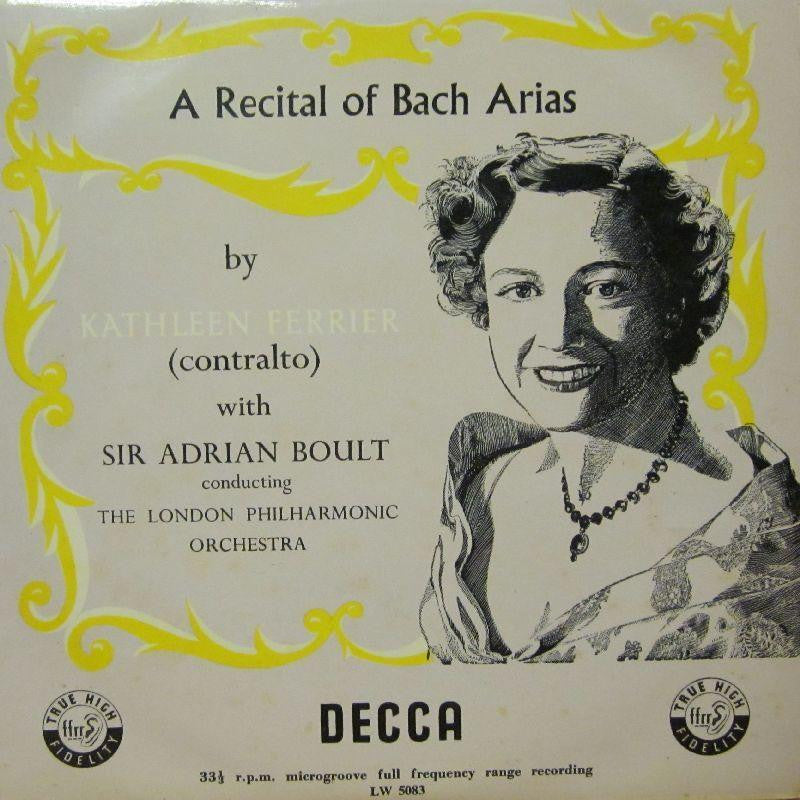 A Recital of Bach Arias
by
KATHLEEN FERRIER
(contralto)
with
SIR ADRIAN BOULT
conducting
THE LONDON PHILHARMONIC
ORCHESTRA
TRUE HIGH
ffrr
FIDELITY
DECCA
TRUE HIGH
ffrr
FIDELITY
33⅓ r.p.m. microgroove full frequency range recording
LW 5083